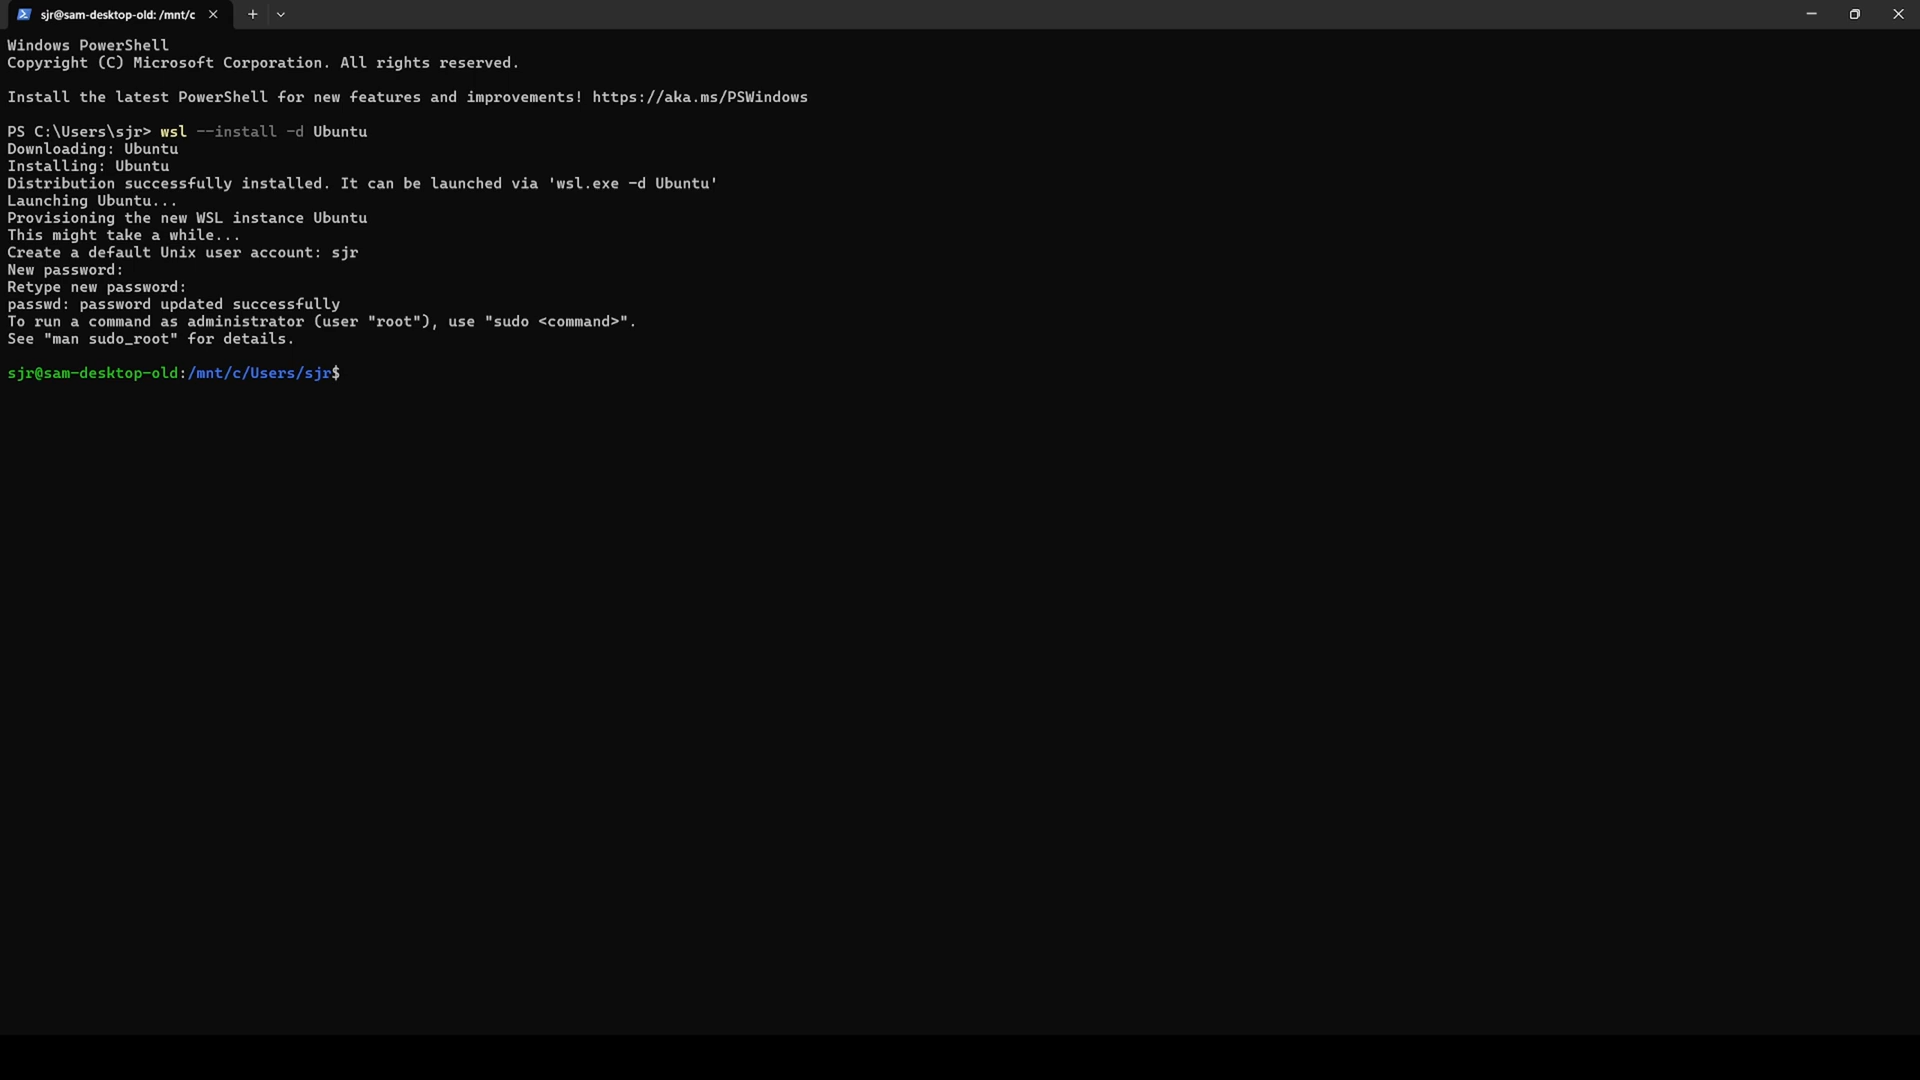 sjr@sam-desktop-old: /mnt/c
Windows PowerShell
Copyright (C) Microsoft Corporation. All rights reserved.
Install the latest PowerShell for new features and improvements! https://aka.ms/PSWindows
PS C:\Users\sjr> wsl --install -d Ubuntu
Downloading: Ubuntu
Installing: Ubuntu
Distribution successfully installed. It can be launched via 'wsl.exe -d Ubuntu'
Launching Ubuntu...
Provisioning the new WSL instance Ubuntu
This might take a while...
Create a default Unix user account: sjr
New password:
Retype new password:
passwd: password updated successfully
To run a command as administrator (user "root"), use "sudo <command>".
See "man sudo_root" for details.
sjr@sam-desktop-old:/mnt/c/Users/sjr$